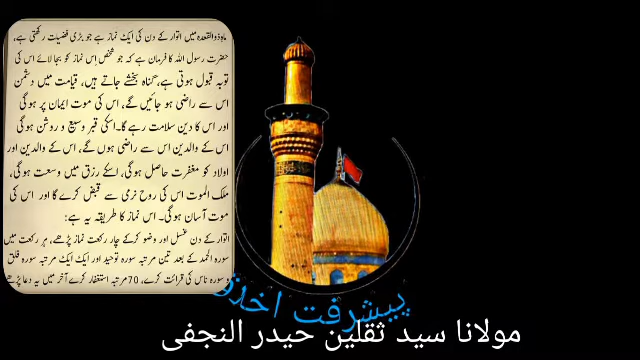 ماہ ذوالقعدہ میں اتوار کے دن کی ایک نماز ہے جو بڑی فضیلت رکھتی ہے،
حضرت رسول اللہ کا فرمان ہے کہ جو شخص اس نماز کو بجا لائے اس کی
توبہ قبول ہوتی ہے، گناہ بخشے جاتے ہیں، قیامت میں دشمن
اس سے راضی ہو جائیں گے، اس کی موت ایمان پر ہوگی
اور اس کا دین سلامت رہے گا۔ اسکی قبر وسیع و روشن ہوگی
اس کے والدین اس سے راضی ہوں گے، اس کے والدین اور
اولاد کو مغفرت حاصل ہوگی، اسکے رزق میں وسعت ہوگی،
ملک الموت اس کی روح نرمی سے قبض کرے گا اور اس کی
موت آسان ہوگی۔ اس نماز کا طریقہ یہ ہے:
اتوار کے دن غسل اور وضو کرکے چار رکعت نماز پڑھے، ہر رکعت میں
سورہ الحمد کے بعد تین مرتبہ سورہ توحید اور ایک ایک مرتبہ سورہ فلق
و سورہ ناس کی قرائت کرے، 70 مرتبہ استغفار کرے آخر میں یہ دعا پڑھے
پیشرفت
مولانا سید ثقلین حیدر النجفی